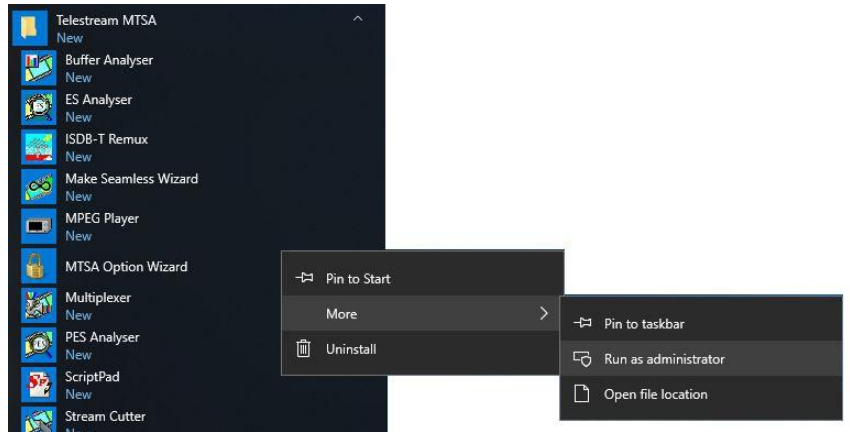 Telestream MTSA
New
Buffer Analyser
New
ES Analyser
New
ISDB-T Remux
New
Make Seamless Wizard
New
MPEG Player
New
MTSA Option Wizard
Multiplexer
New
PES Analyser
New
ScriptPad
New
Stream Cutter
Pin to Start
More
Uninstall
Pin to taskbar
Run as administrator
Open file location